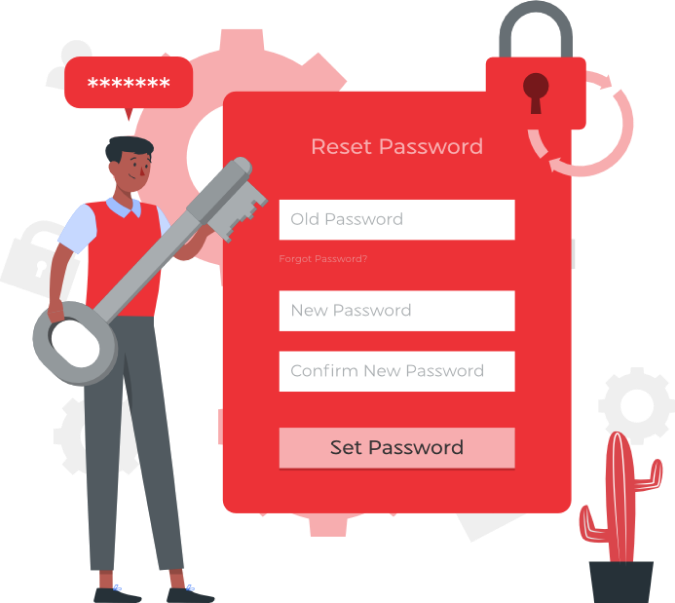 *******
Reset Password
Old Password
Forgot Password?
New Password
Confirm New Password
Set Password